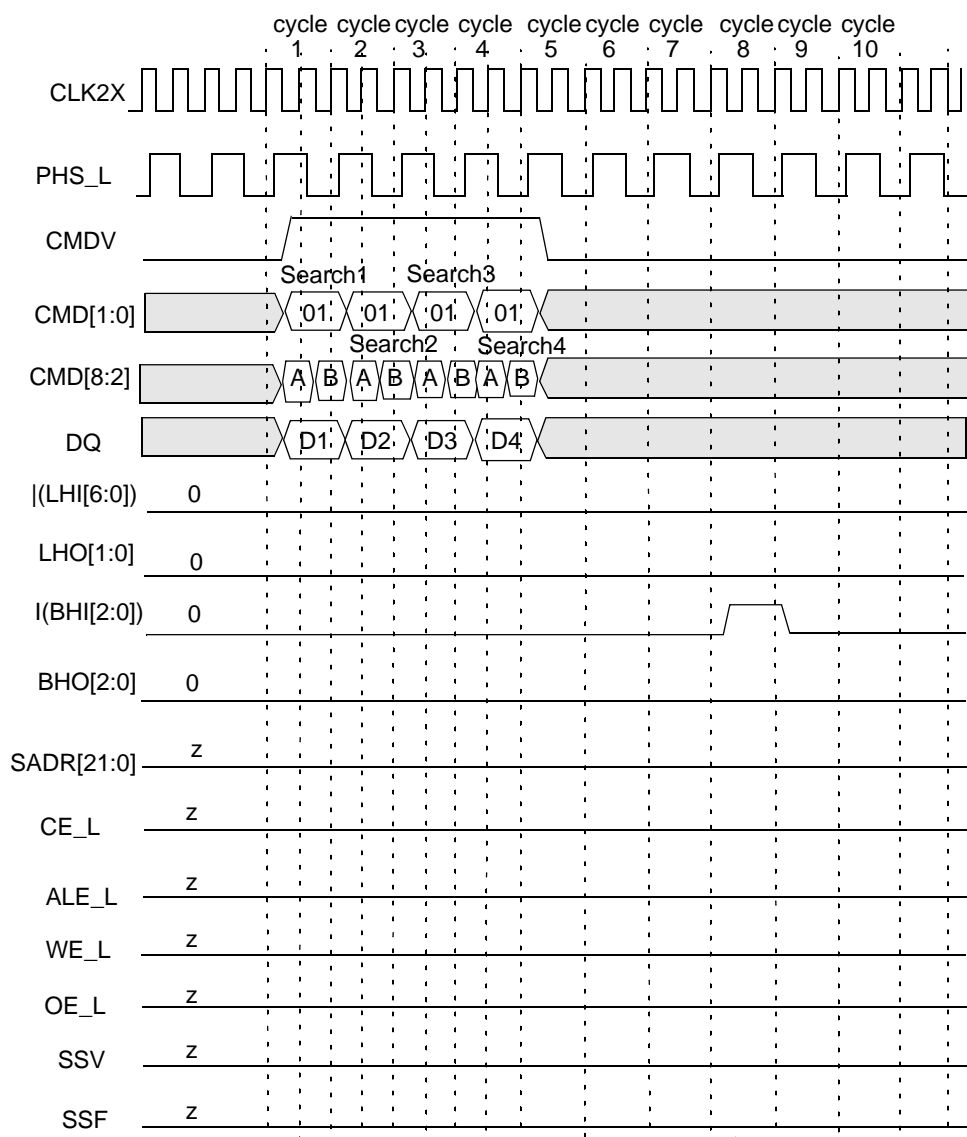 cycle cycle cycle cycle cycle cycle cycle cycle cycle cycle
1 2 3 4 5 6 7 8 9 10
CLK2X
PHS_L
CMDV
Search1 Search3
CMD[1:0] 01 01 01 01
Search2 Search4
CMD[8:2] A B A B A B A B
DQ D1 D2 D3 D4
|(LHI[6:0]) 0
LHO[1:0] 0
I(BHI[2:0]) 0
BHO[2:0] 0
SADR[21:0] z
CE_L z
ALE_L z
WE_L z
OE_L z
SSV z
SSF z